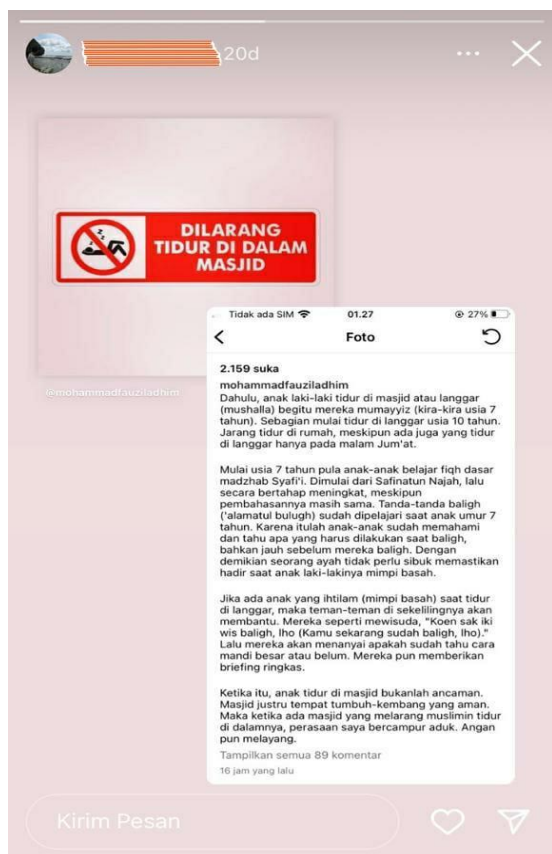 20d
DILARANG
TIDUR DI DALAM
MASJID
@mohammadfauziladhim
Tidak ada SIM
01.27
27%
Foto
2.159 suka
mohammadfauziladhim
Dahulu, anak laki-laki tidur di masjid atau langgar
(mushalla) begitu mereka mumayyiz (kira-kira usia 7
tahun). Sebagian mulai tidur di langgar usia 10 tahun.
Jarang tidur di rumah, meskipun ada juga yang tidur
di langgar hanya pada malam Jum'at.
Mulai usia 7 tahun pula anak-anak belajar fiqh dasar
madzhab Syafi'i. Dimulai dari Safinatun Najah, lalu
secara bertahap meningkat, meskipun
pembahasannya masih sama. Tanda-tanda baligh
('alamatul bulugh) sudah dipelajari saat anak umur 7
tahun. Karena itulah anak-anak sudah memahami
dan tahu apa yang harus dilakukan saat baligh,
bahkan jauh sebelum mereka baligh. Dengan
demikian seorang ayah tidak perlu sibuk memastikan
hadir saat anak laki-lakinya mimpi basah.
Jika ada anak yang ihtilam (mimpi basah) saat tidur
di langgar, maka teman-teman di sekelilingnya akan
membantu. Mereka seperti mewisuda, "Koen sak iki
wis baligh, lho (Kamu sekarang sudah baligh, lho)."
Lalu mereka akan menanyai apakah sudah tahu cara
mandi besar atau belum. Mereka pun memberikan
briefing ringkas.
Ketika itu, anak tidur di masjid bukanlah ancaman.
Masjid justru tempat tumbuh-kembang yang aman.
Maka ketika ada masjid yang melarang muslimin tidur
di dalamnya, perasaan saya bercampur aduk. Angan
pun melayang.
Tampilkan semua 89 komentar
16 jam yang lalu
Kirim Pesan